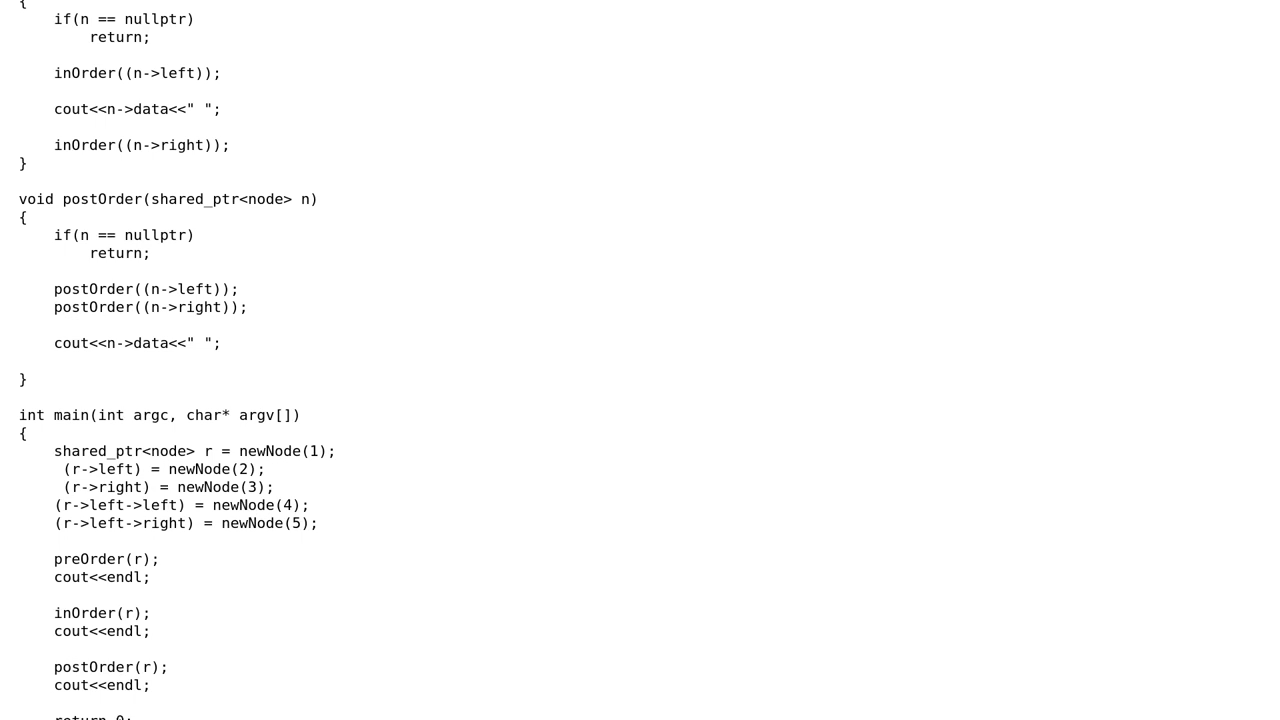 {
    if(n == nullptr)
        return;

    inOrder((n->left));

    cout<<n->data<<" ";

    inOrder((n->right));
}

void postOrder(shared_ptr<node> n)
{
    if(n == nullptr)
        return;

    postOrder((n->left));
    postOrder((n->right));

    cout<<n->data<<" ";

}

int main(int argc, char* argv[])
{
    shared_ptr<node> r = newNode(1);
     (r->left) = newNode(2);
     (r->right) = newNode(3);
    (r->left->left) = newNode(4);
    (r->left->right) = newNode(5);

    preOrder(r);
    cout<<endl;

    inOrder(r);
    cout<<endl;

    postOrder(r);
    cout<<endl;

    return 0;